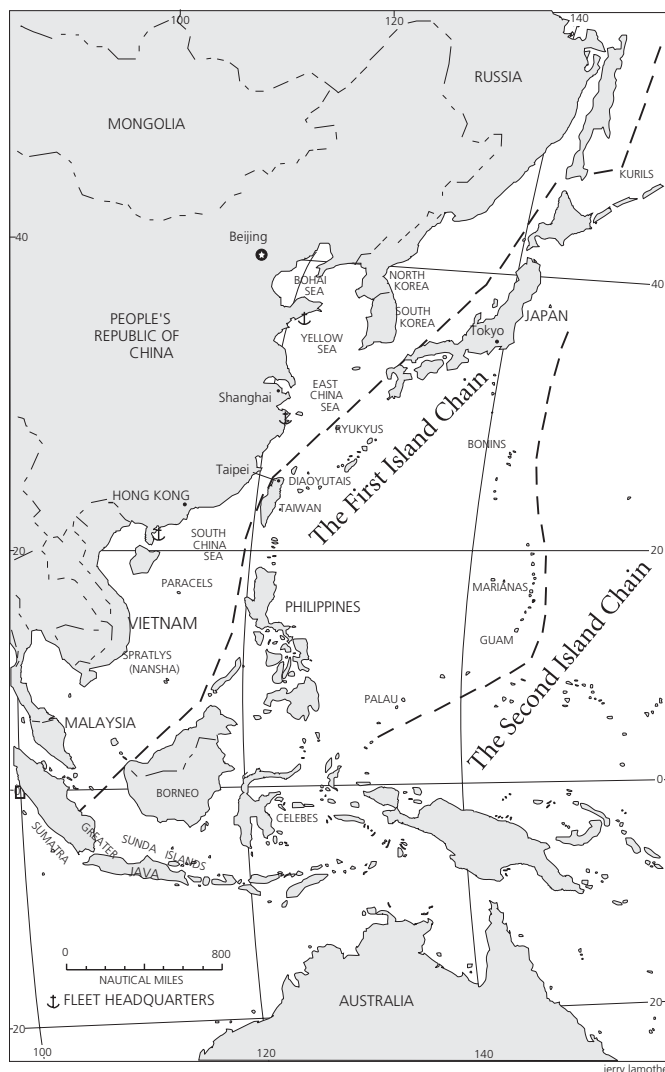 100
120
140
RUSSIA
MONGOLIA
KURILS
40
Beijing
40
BOHAI
SEA
NORTH
KOREA
SOUTH
KOREA
PEOPLE'S
REPUBLIC OF
CHINA
JAPAN
Tokyo
YELLOW
SEA
EAST
CHINA
SEA
Shanghai
RYUKYUS
The First Island Chain
BONINS
Taipei
DIAOYUTAIS
HONG KONG
TAIWAN
SOUTH
CHINA
SEA
20
20
PARACELS
MARIANAS
PHILIPPINES
VIETNAM
GUAM
SPRATLYS
(NANSHA)
The Second Island Chain
PALAU
MALAYSIA
0
BORNEO
CELEBES
SUMATRA
GREATER
SUNDA ISLANDS
JAVA
0
800
NAUTICAL MILES
FLEET HEADQUARTERS
AUSTRALIA
20
20
100
120
140
jerry lamothe